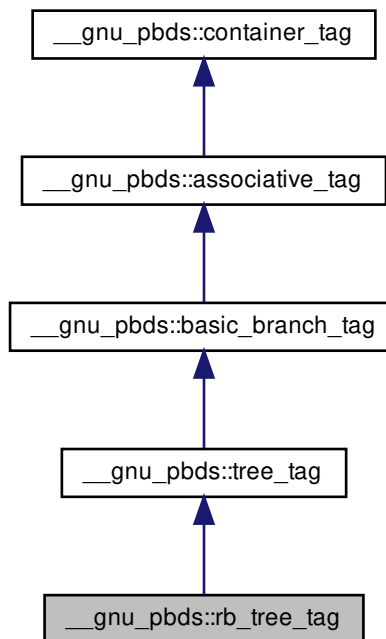 __gnu_pbds::container_tag
__gnu_pbds::associative_tag
__gnu_pbds::basic_branch_tag
__gnu_pbds::tree_tag
__gnu_pbds::rb_tree_tag